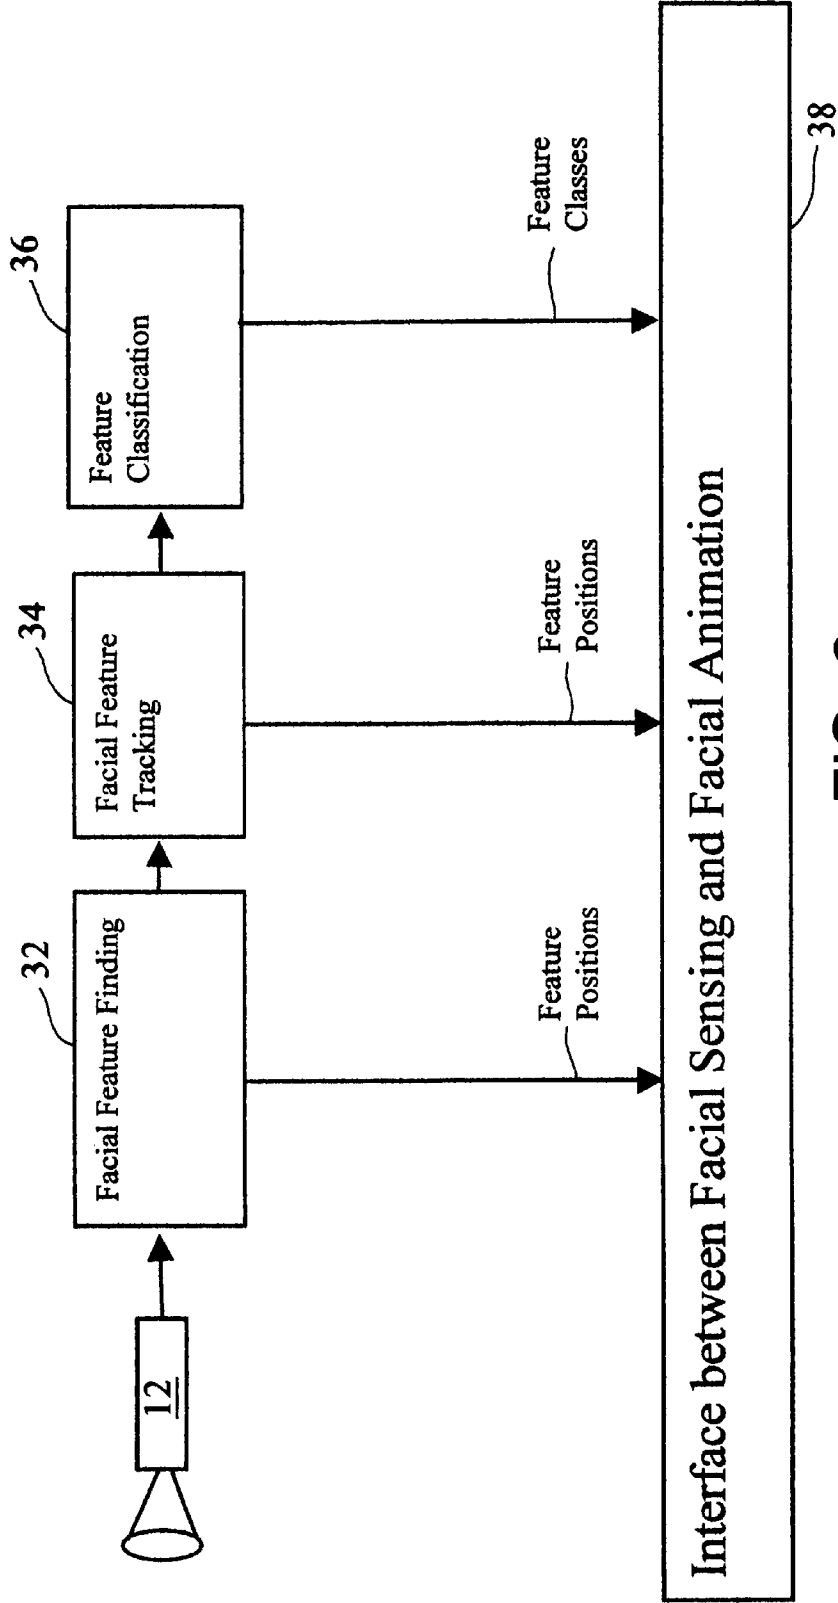 36
34
32
Feature
Classification
Facial Feature
Tracking
Facial Feature Finding
12
Feature
Classes
Feature
Positions
Feature
Positions
Interface between Facial Sensing and Facial Animation
38